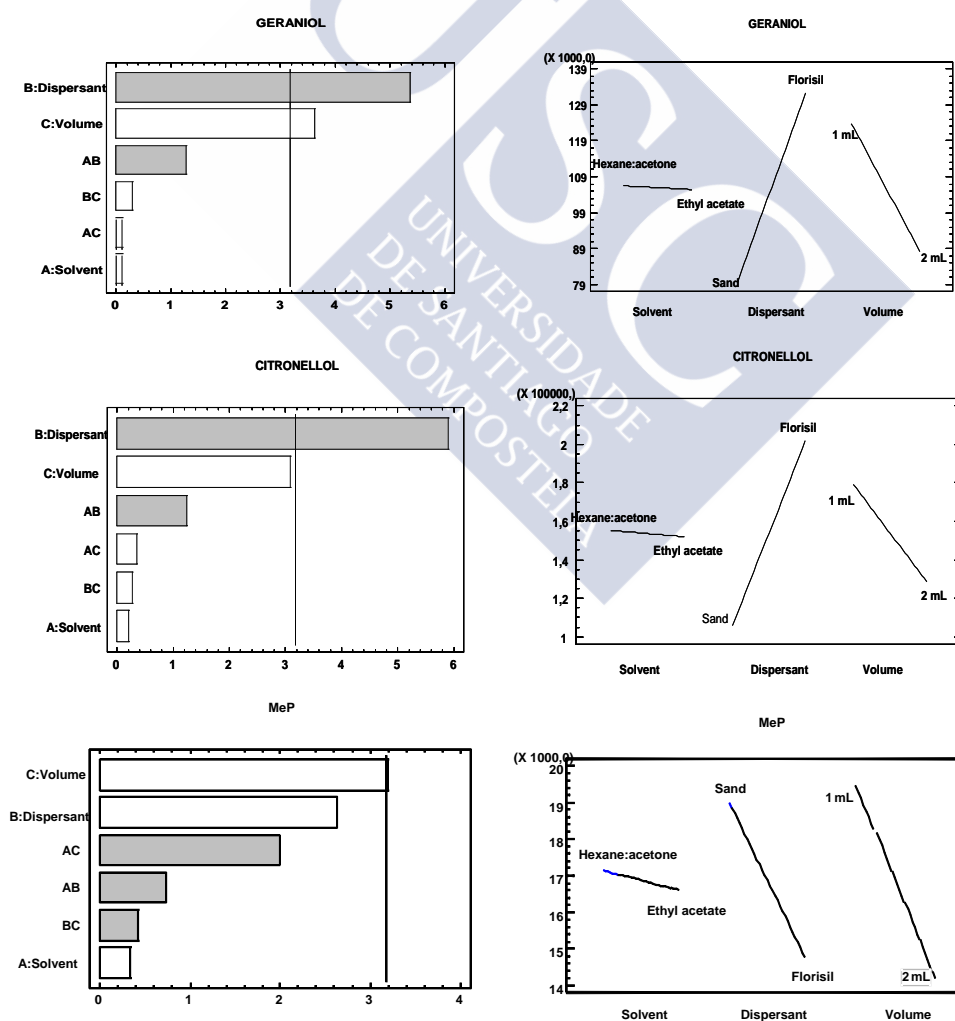 GERANIOL
B:Dispersant
C:Volume
AB
BC
AC
A:Solvent
0 1 2 3 4 5 6
GERANIOL
(X 1000,0)
139
129
119
109
99
89
79
Hexane:acetone
Ethyl acetate
Sand
Florisil
1 mL
2 mL
Solvent Dispersant Volume
CITRONELLOL
B:Dispersant
C:Volume
AB
AC
BC
A:Solvent
0 1 2 3 4 5 6
CITRONELLOL
(X 100000,)
2,2
2
1,8
1,6
1,4
1,2
1
Hexane:acetone
Ethyl acetate
Sand
Florisil
1 mL
2 mL
Solvent Dispersant Volume
MeP
C:Volume
B:Dispersant
AC
AB
BC
A:Solvent
0 1 2 3 4
MeP
(X 1000,0)
20
19
18
17
16
15
14
Hexane:acetone
Ethyl acetate
Sand
Florisil
1 mL
2 mL
Solvent Dispersant Volume
USC
UNIVERSIDADE
DE SANTIAGO
DE COMPOSTELA